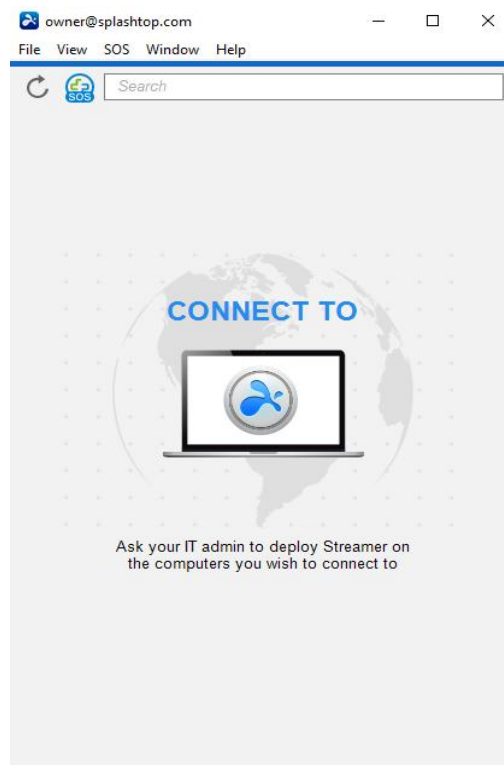 owner@splashtop.com
File View SOS Window Help
SOS Search
CONNECT TO
Ask your IT admin to deploy Streamer on
the computers you wish to connect to